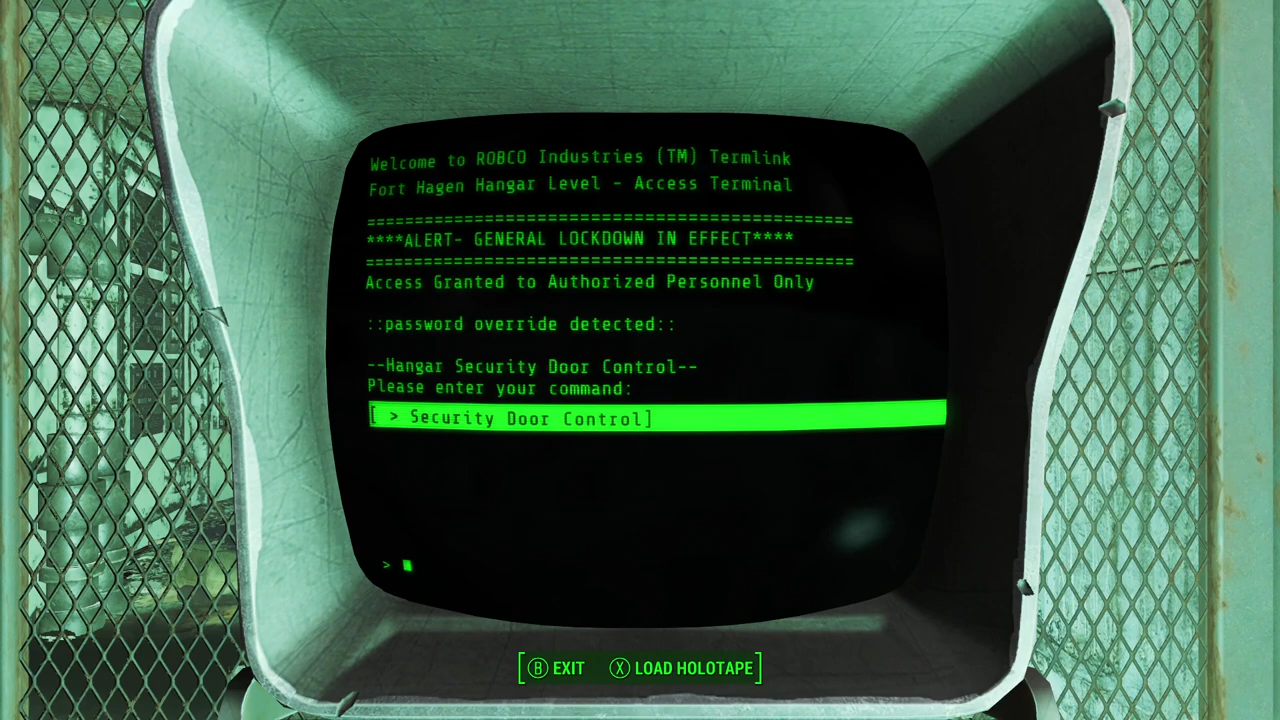 Welcome to ROBCO Industries (TM) Termlink
Fort Hagen Hangar Level - Access Terminal
===============================================
****ALERT- GENERAL LOCKDOWN IN EFFECT****
===============================================
Access Granted to Authorized Personnel Only
::password override detected::
--Hangar Security Door Control--
Please enter your command:
[ > Security Door Control]
>
[Ⓑ EXIT Ⓧ LOAD HOLOTAPE]